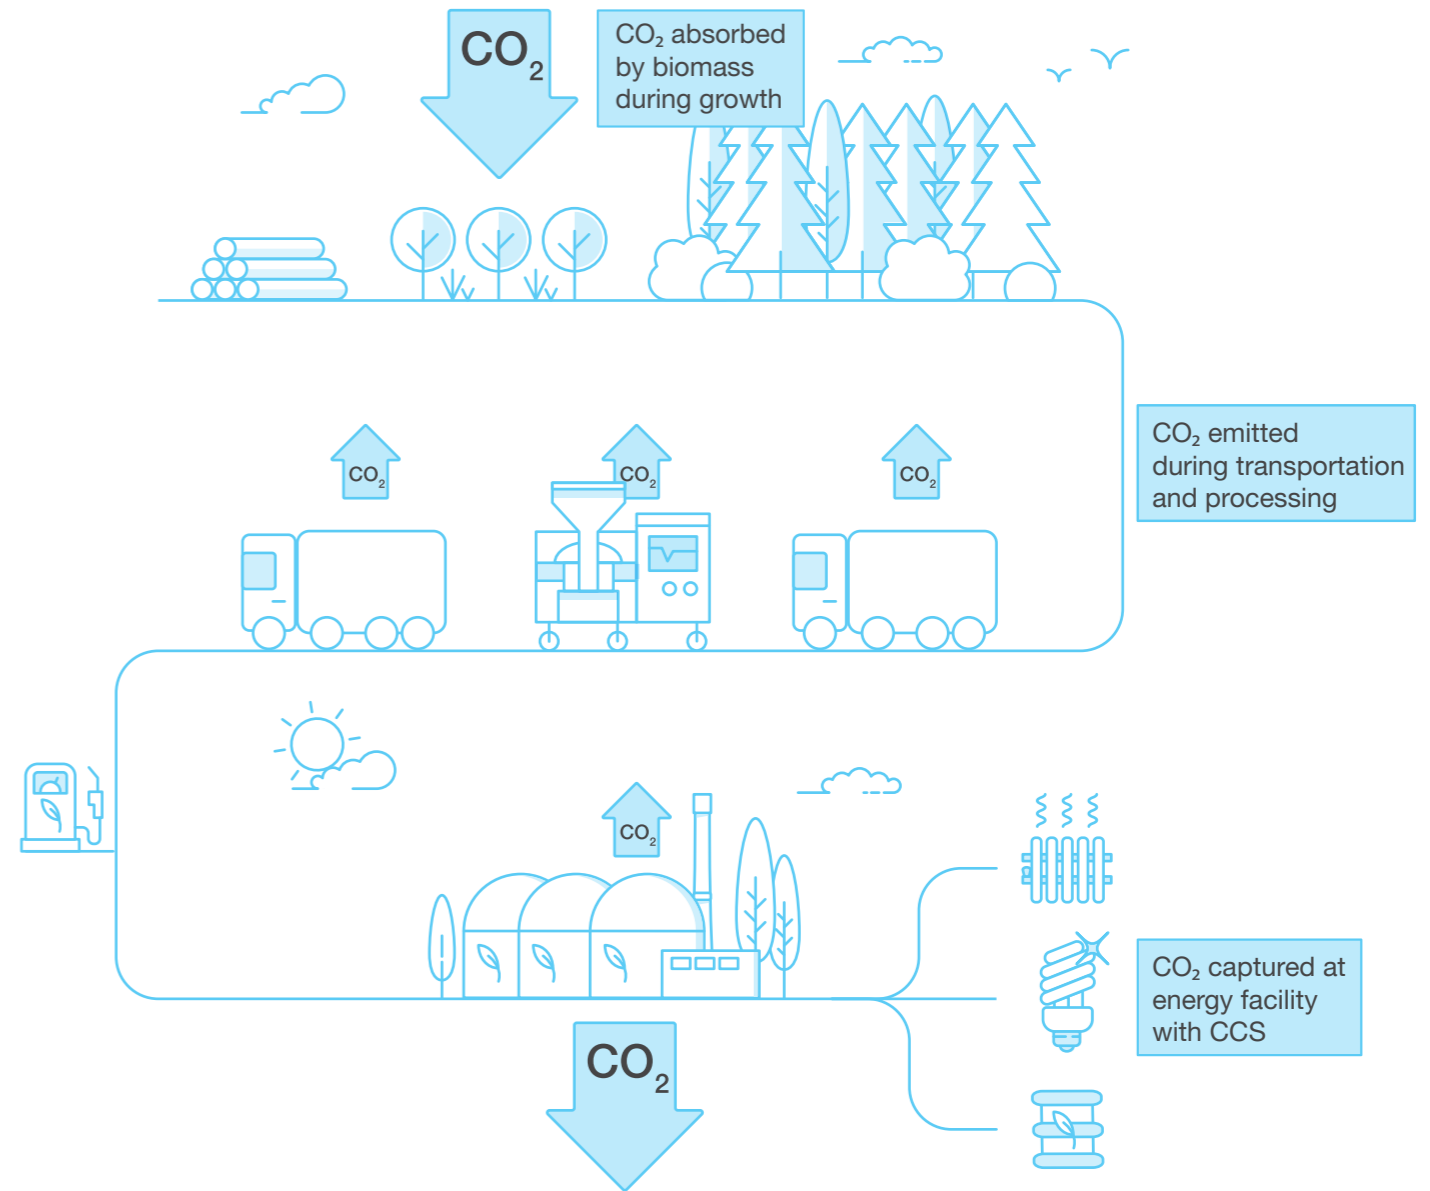 CO₂
CO₂ absorbed
by biomass
during growth
CO₂
CO₂
CO₂
CO₂ emitted
during transportation
and processing
CO₂
CO₂ captured at
energy facility
with CCS
CO₂